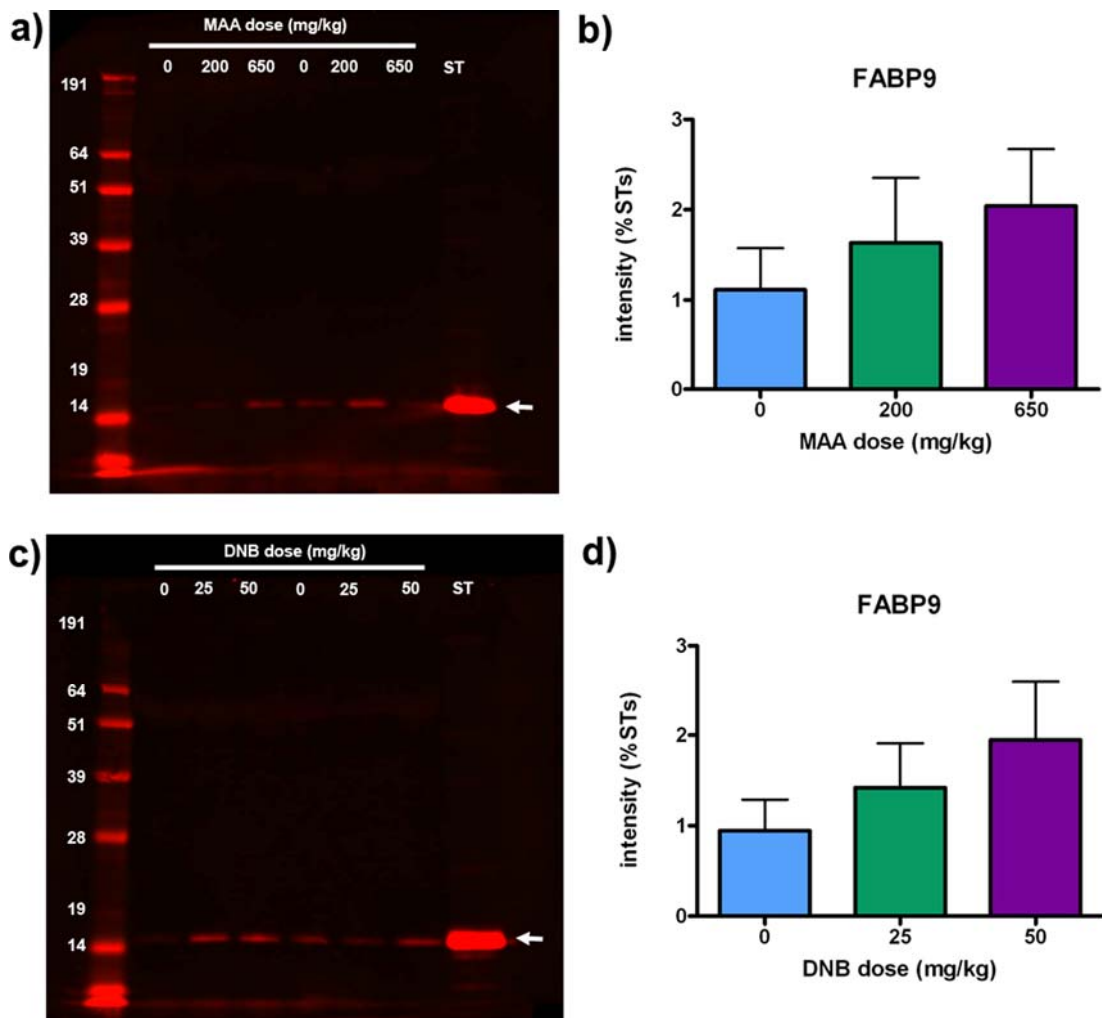 a)
MAA dose (mg/kg)
0 200 650 0 200 650 ST
191
64
51
39
28
19
14
b)
FABP9
intensity (%STs)
3
2
1
0
0 200 650
MAA dose (mg/kg)
c)
DNB dose (mg/kg)
0 25 50 0 25 50 ST
191
64
51
39
28
19
14
d)
FABP9
intensity (%STs)
3
2
1
0
0 25 50
DNB dose (mg/kg)